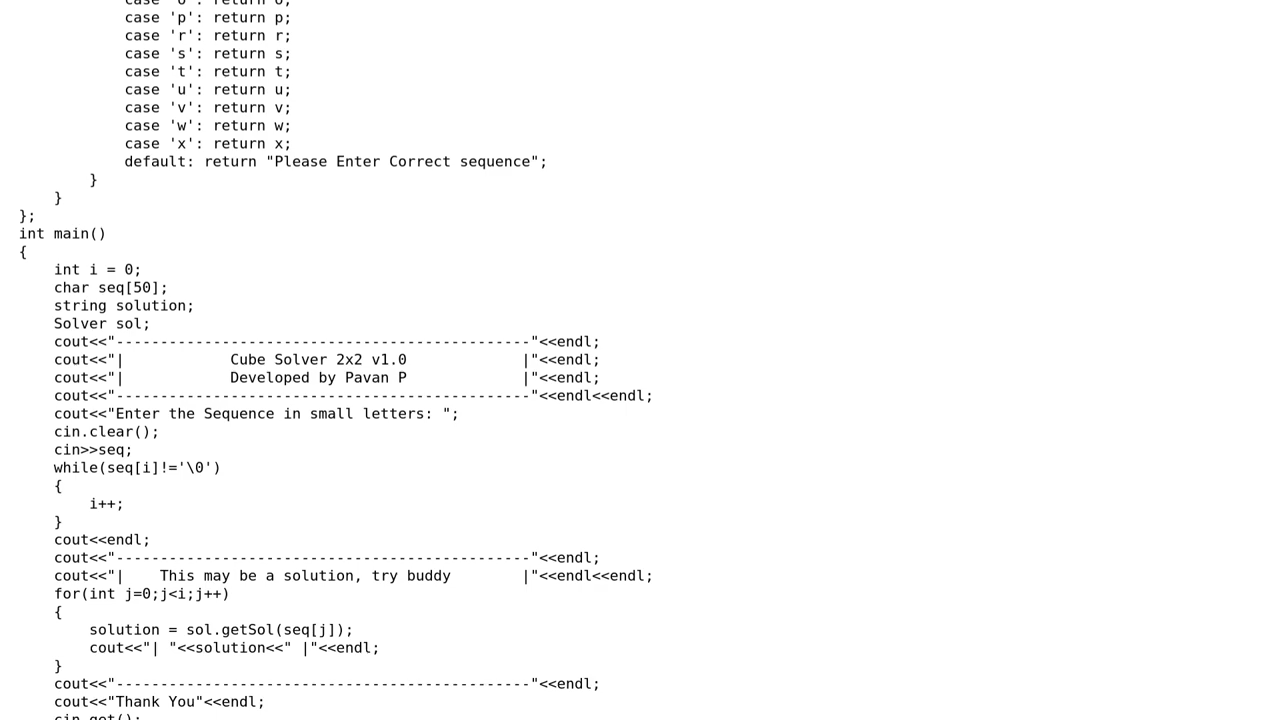 case 'o': return o;
case 'p': return p;
case 'r': return r;
case 's': return s;
case 't': return t;
case 'u': return u;
case 'v': return v;
case 'w': return w;
case 'x': return x;
default: return "Please Enter Correct sequence";
}
}
};
int main()
{
int i = 0;
char seq[50];
string solution;
Solver sol;
cout<<"-----------------------------------------------"<<endl;
cout<<"|            Cube Solver 2x2 v1.0             |"<<endl;
cout<<"|            Developed by Pavan P             |"<<endl;
cout<<"-----------------------------------------------"<<endl<<endl;
cout<<"Enter the Sequence in small letters: ";
cin.clear();
cin>>seq;
while(seq[i]!='\0')
{
i++;
}
cout<<endl;
cout<<"-----------------------------------------------"<<endl;
cout<<"|    This may be a solution, try buddy        |"<<endl<<endl;
for(int j=0;j<i;j++)
{
solution = sol.getSol(seq[j]);
cout<<"| "<<solution<<" |"<<endl;
}
cout<<"-----------------------------------------------"<<endl;
cout<<"Thank You"<<endl;
cin.get();